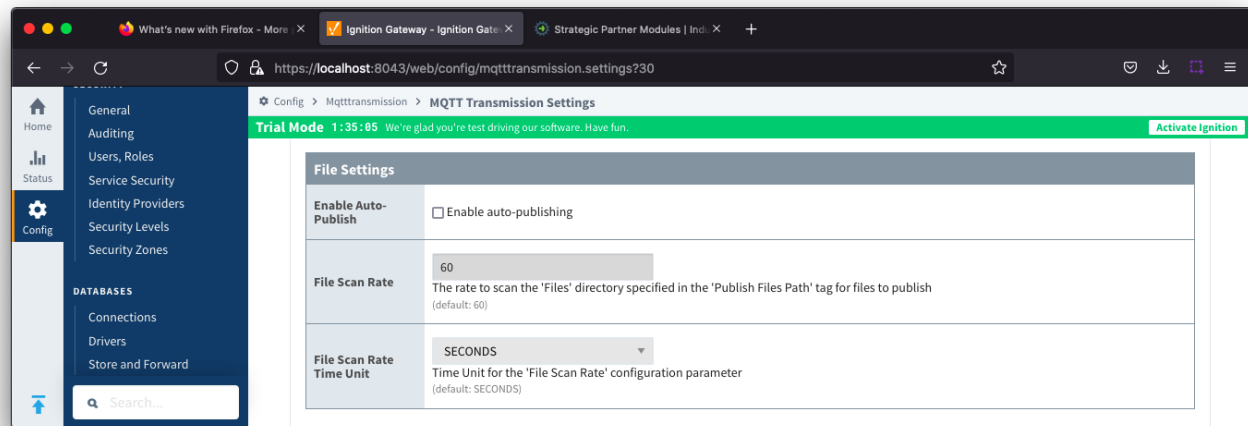 What's new with Firefox - More
Ignition Gateway - Ignition Gate
Strategic Partner Modules | Indu
https://localhost:8043/web/config/mqtttransmission.settings?30
Home
Status
Config
General
Auditing
Users, Roles
Service Security
Identity Providers
Security Levels
Security Zones
DATABASES
Connections
Drivers
Store and Forward
Search...
Config > Mqtttransmission > MQTT Transmission Settings
Trial Mode 1:35:05 We're glad you're test driving our software. Have fun. Activate Ignition
File Settings
Enable Auto-
Publish
Enable auto-publishing
File Scan Rate
60
The rate to scan the 'Files' directory specified in the 'Publish Files Path' tag for files to publish
(default: 60)
File Scan Rate
Time Unit
SECONDS
Time Unit for the 'File Scan Rate' configuration parameter
(default: SECONDS)